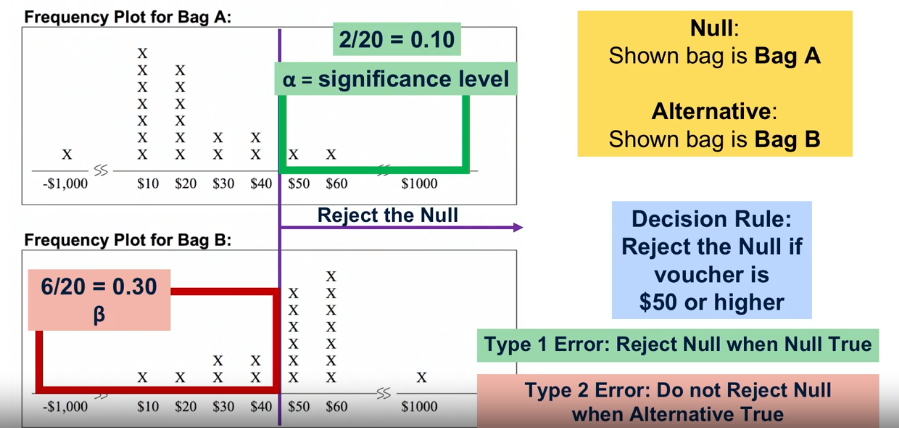 Frequency Plot for Bag A:
2/20 = 0.10
α = significance level
X
X
X X
X X
X X
X X X X
X X X X X X X
-$1,000 $10 $20 $30 $40 $50 $60 $1000
Reject the Null
Frequency Plot for Bag B:
6/20 = 0.30
β
X
X X
X X
X X
X X X X
X X X X X X X
-$1,000 $10 $20 $30 $40 $50 $60 $1000
Null:
Shown bag is Bag A
Alternative:
Shown bag is Bag B
Decision Rule:
Reject the Null if
voucher is
$50 or higher
Type 1 Error: Reject Null when Null True
Type 2 Error: Do not Reject Null
when Alternative True